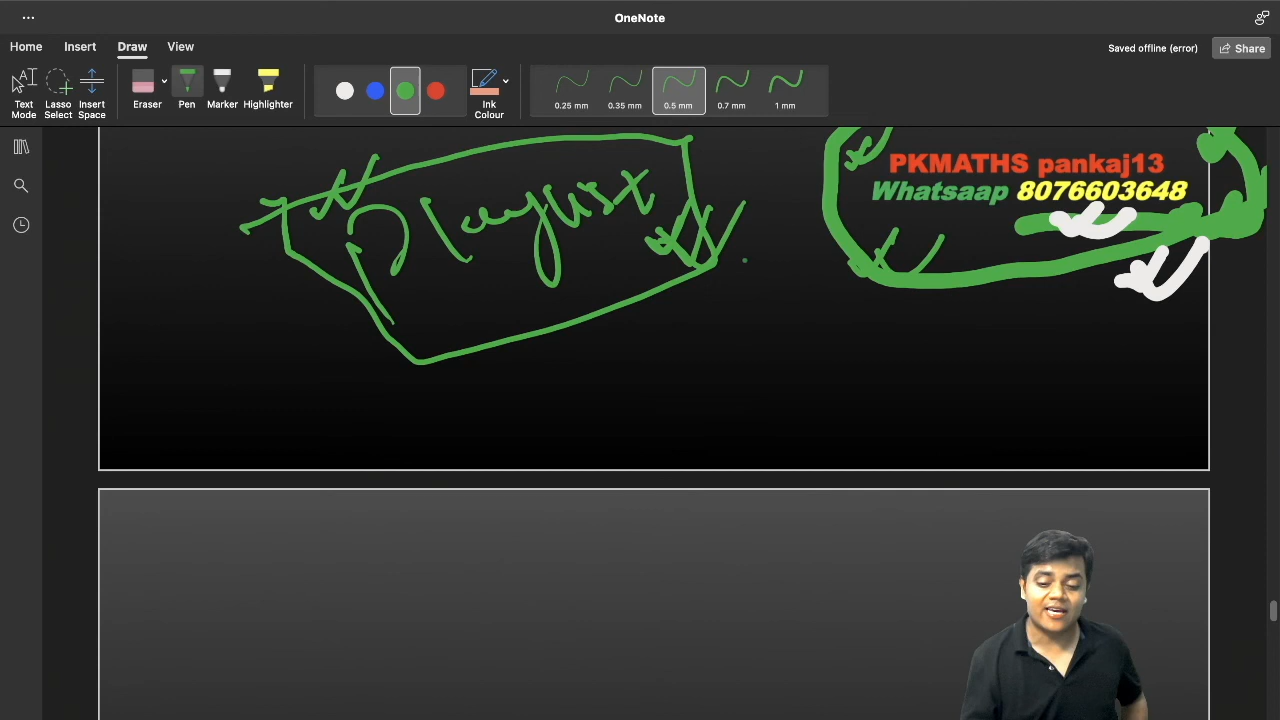 ...
OneNote
Home Insert Draw View
Saved offline (error)
Share
Text Mode
Lasso Select
Insert Space
Eraser
Pen
Marker
Highlighter
Ink Colour
0.25 mm
0.35 mm
0.5 mm
0.7 mm
1 mm
PKMATHS pankaj13
Whatsaap 8076603648
Playlist